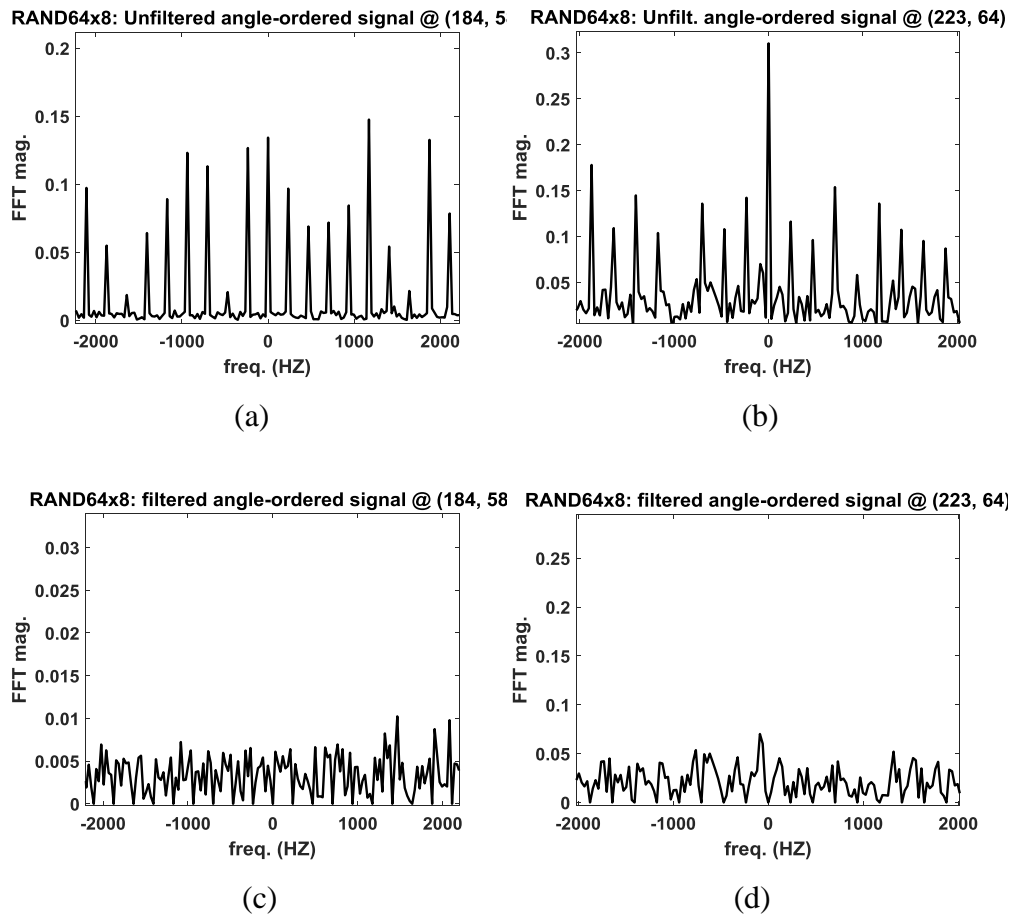 RAND64x8: Unfiltered angle-ordered signal @ (184, 5
0.2
0.15
0.1
0.05
0
FFT mag.
-2000 -1000 0 1000 2000
freq. (HZ)
(a)
RAND64x8: Unfilt. angle-ordered signal @ (223, 64)
0.3
0.25
0.2
0.15
0.1
0.05
FFT mag.
-2000 -1000 0 1000 2000
freq. (HZ)
(b)
RAND64x8: filtered angle-ordered signal @ (184, 58
0.03
0.025
0.02
0.015
0.01
0.005
0
FFT mag.
-2000 -1000 0 1000 2000
freq. (HZ)
(c)
RAND64x8: filtered angle-ordered signal @ (223, 64)
0.25
0.2
0.15
0.1
0.05
0
FFT mag.
-2000 -1000 0 1000 2000
freq. (HZ)
(d)